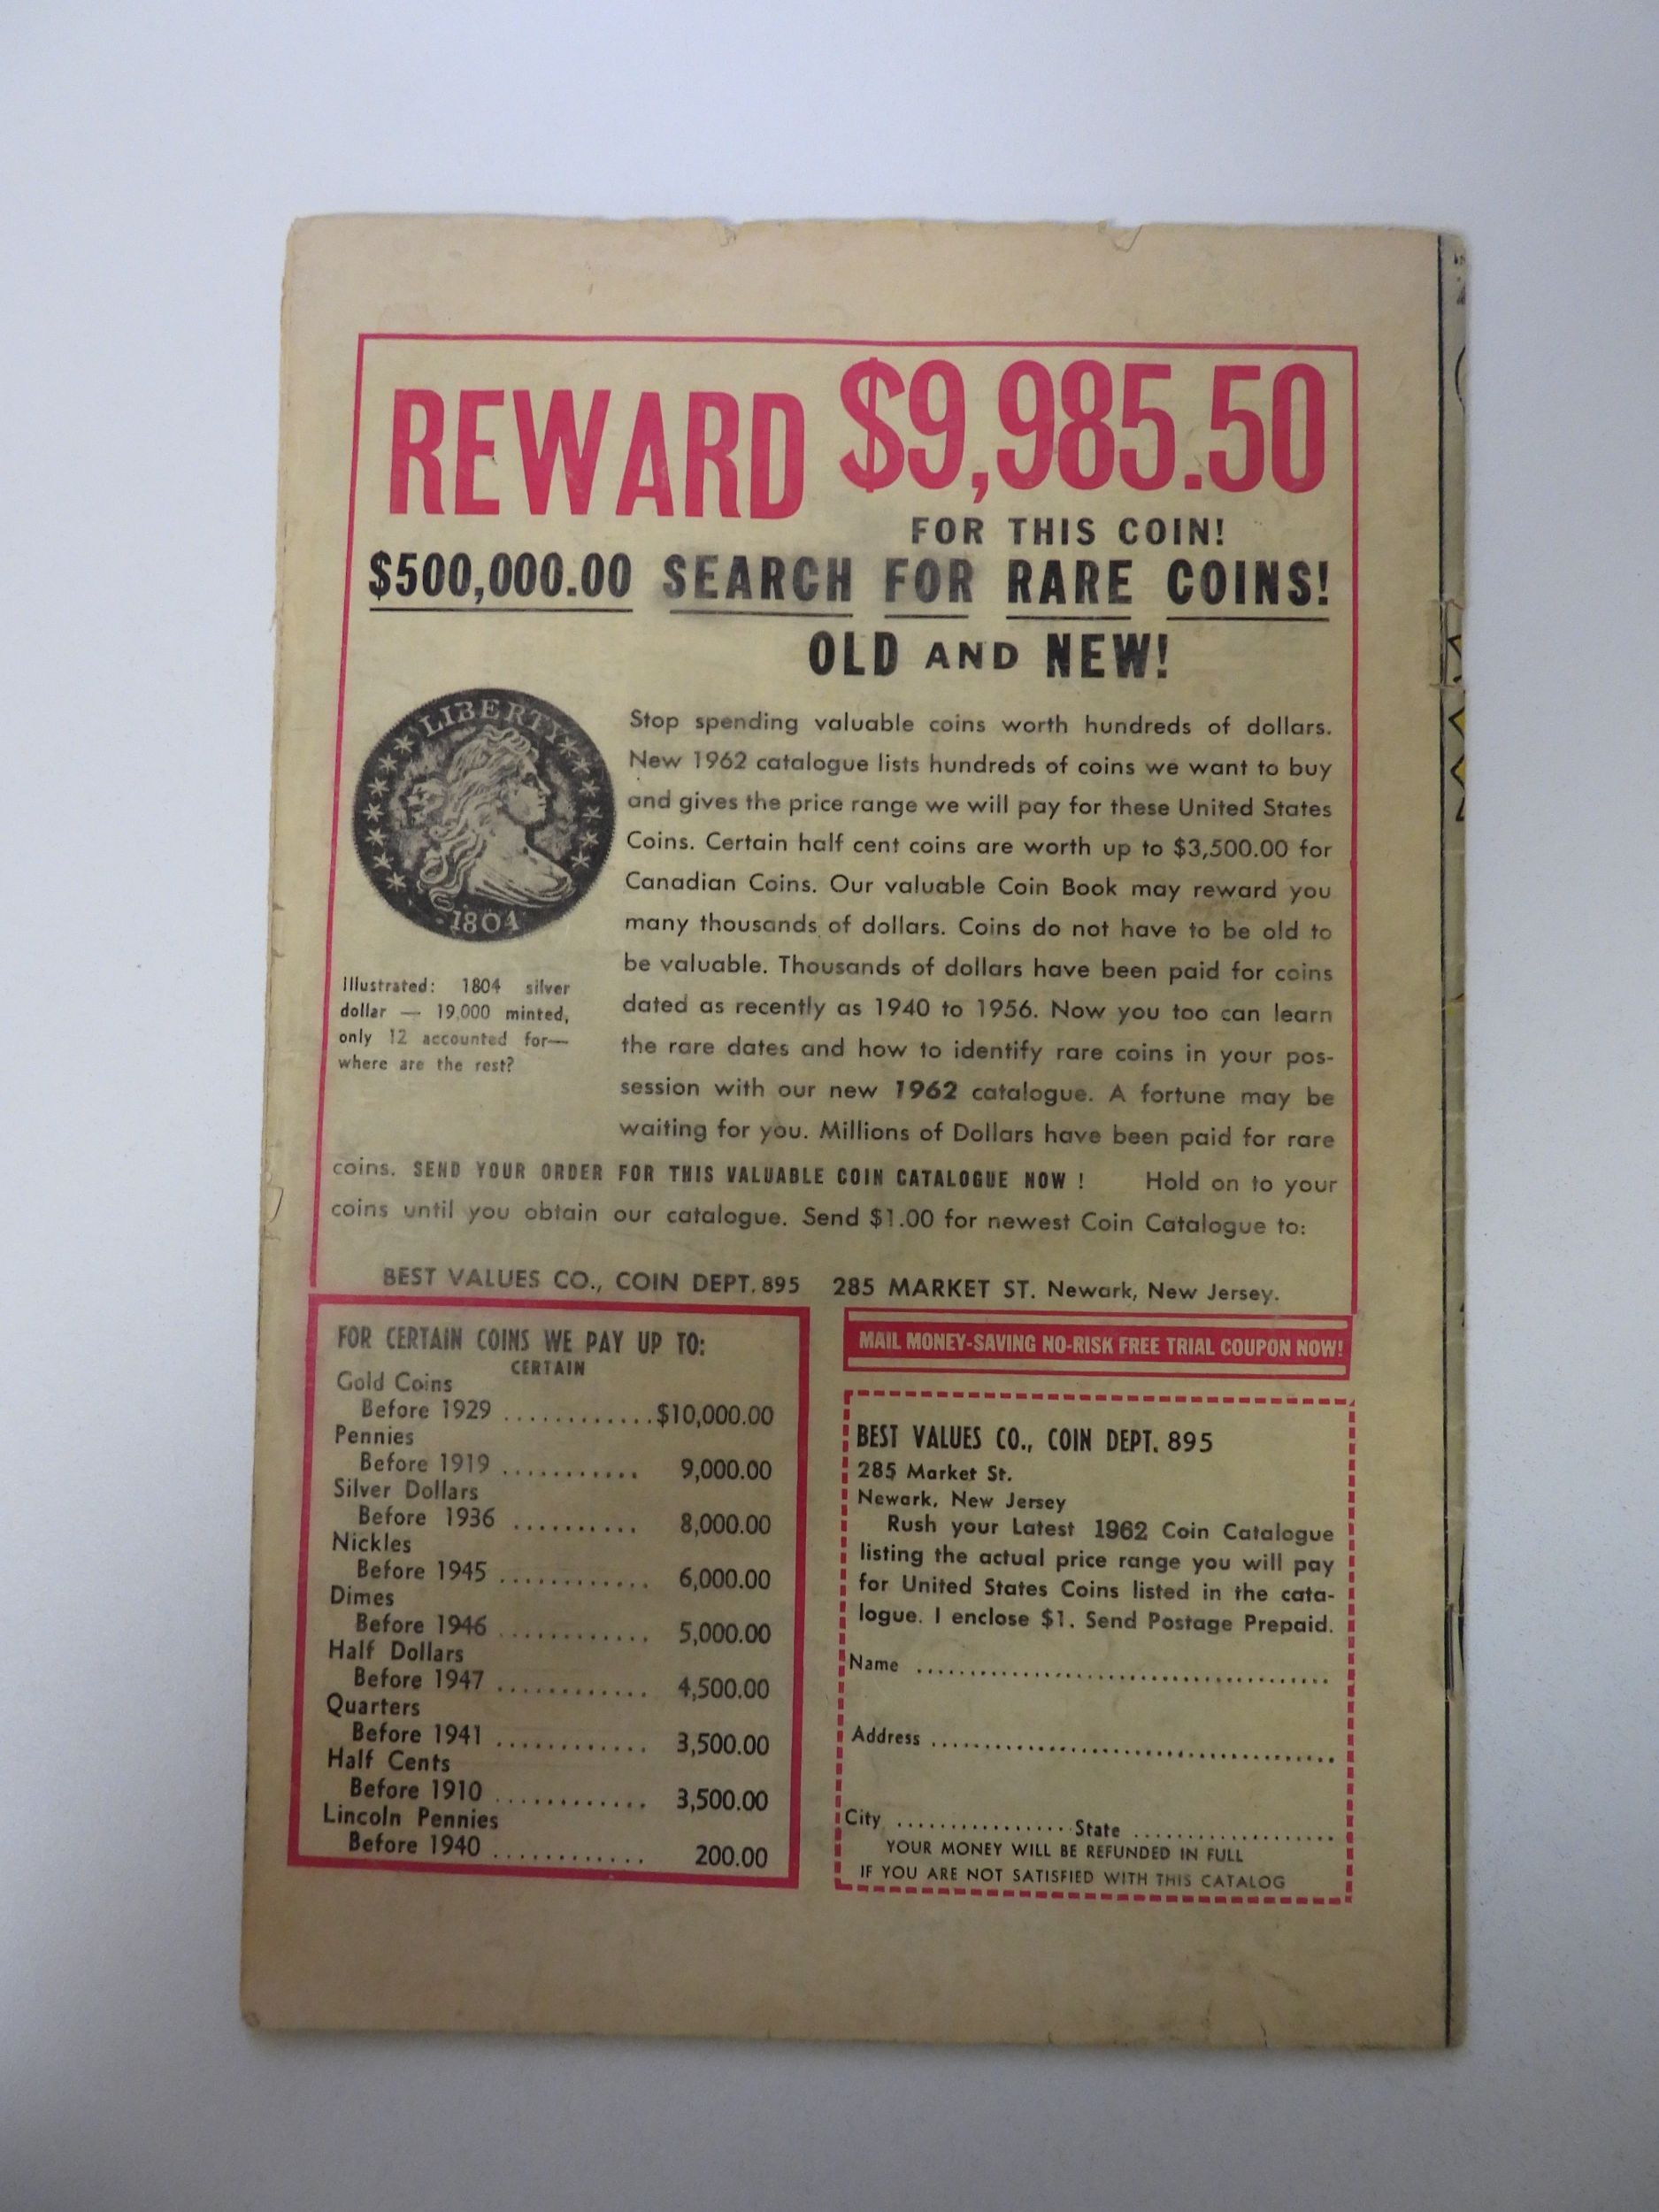 REWARD $9,985.50
FOR THIS COIN!
$500,000.00 SEARCH FOR RARE COINS!
OLD AND NEW!
LIBERTY
1804
Illustrated: 1804 silver
dollar — 19,000 minted,
only 12 accounted for—
where are the rest?
Stop spending valuable coins worth hundreds of dollars.
New 1962 catalogue lists hundreds of coins we want to buy
and gives the price range we will pay for these United States
Coins. Certain half cent coins are worth up to $3,500.00 for
Canadian Coins. Our valuable Coin Book may reward you
many thousands of dollars. Coins do not have to be old to
be valuable. Thousands of dollars have been paid for coins
dated as recently as 1940 to 1956. Now you too can learn
the rare dates and how to identify rare coins in your pos-
session with our new 1962 catalogue. A fortune may be
waiting for you. Millions of Dollars have been paid for rare
coins. SEND YOUR ORDER FOR THIS VALUABLE COIN CATALOGUE NOW ! Hold on to your
coins until you obtain our catalogue. Send $1.00 for newest Coin Catalogue to:
BEST VALUES CO., COIN DEPT. 895 285 MARKET ST. Newark, New Jersey.
FOR CERTAIN COINS WE PAY UP TO:
CERTAIN
Gold Coins
Before 1929 ............$10,000.00
Pennies
Before 1919 ........... 9,000.00
Silver Dollars
Before 1936 .......... 8,000.00
Nickles
Before 1945 ............ 6,000.00
Dimes
Before 1946 ............ 5,000.00
Half Dollars
Before 1947 ............ 4,500.00
Quarters
Before 1941 ............ 3,500.00
Half Cents
Before 1910 ............ 3,500.00
Lincoln Pennies
Before 1940 ............ 200.00
MAIL MONEY-SAVING NO-RISK FREE TRIAL COUPON NOW!
BEST VALUES CO., COIN DEPT. 895
285 Market St.
Newark, New Jersey
Rush your Latest 1962 Coin Catalogue
listing the actual price range you will pay
for United States Coins listed in the cata-
logue. I enclose $1. Send Postage Prepaid.
Name ........................................
Address ........................................
City .................. State ....................
YOUR MONEY WILL BE REFUNDED IN FULL
IF YOU ARE NOT SATISFIED WITH THIS CATALOG